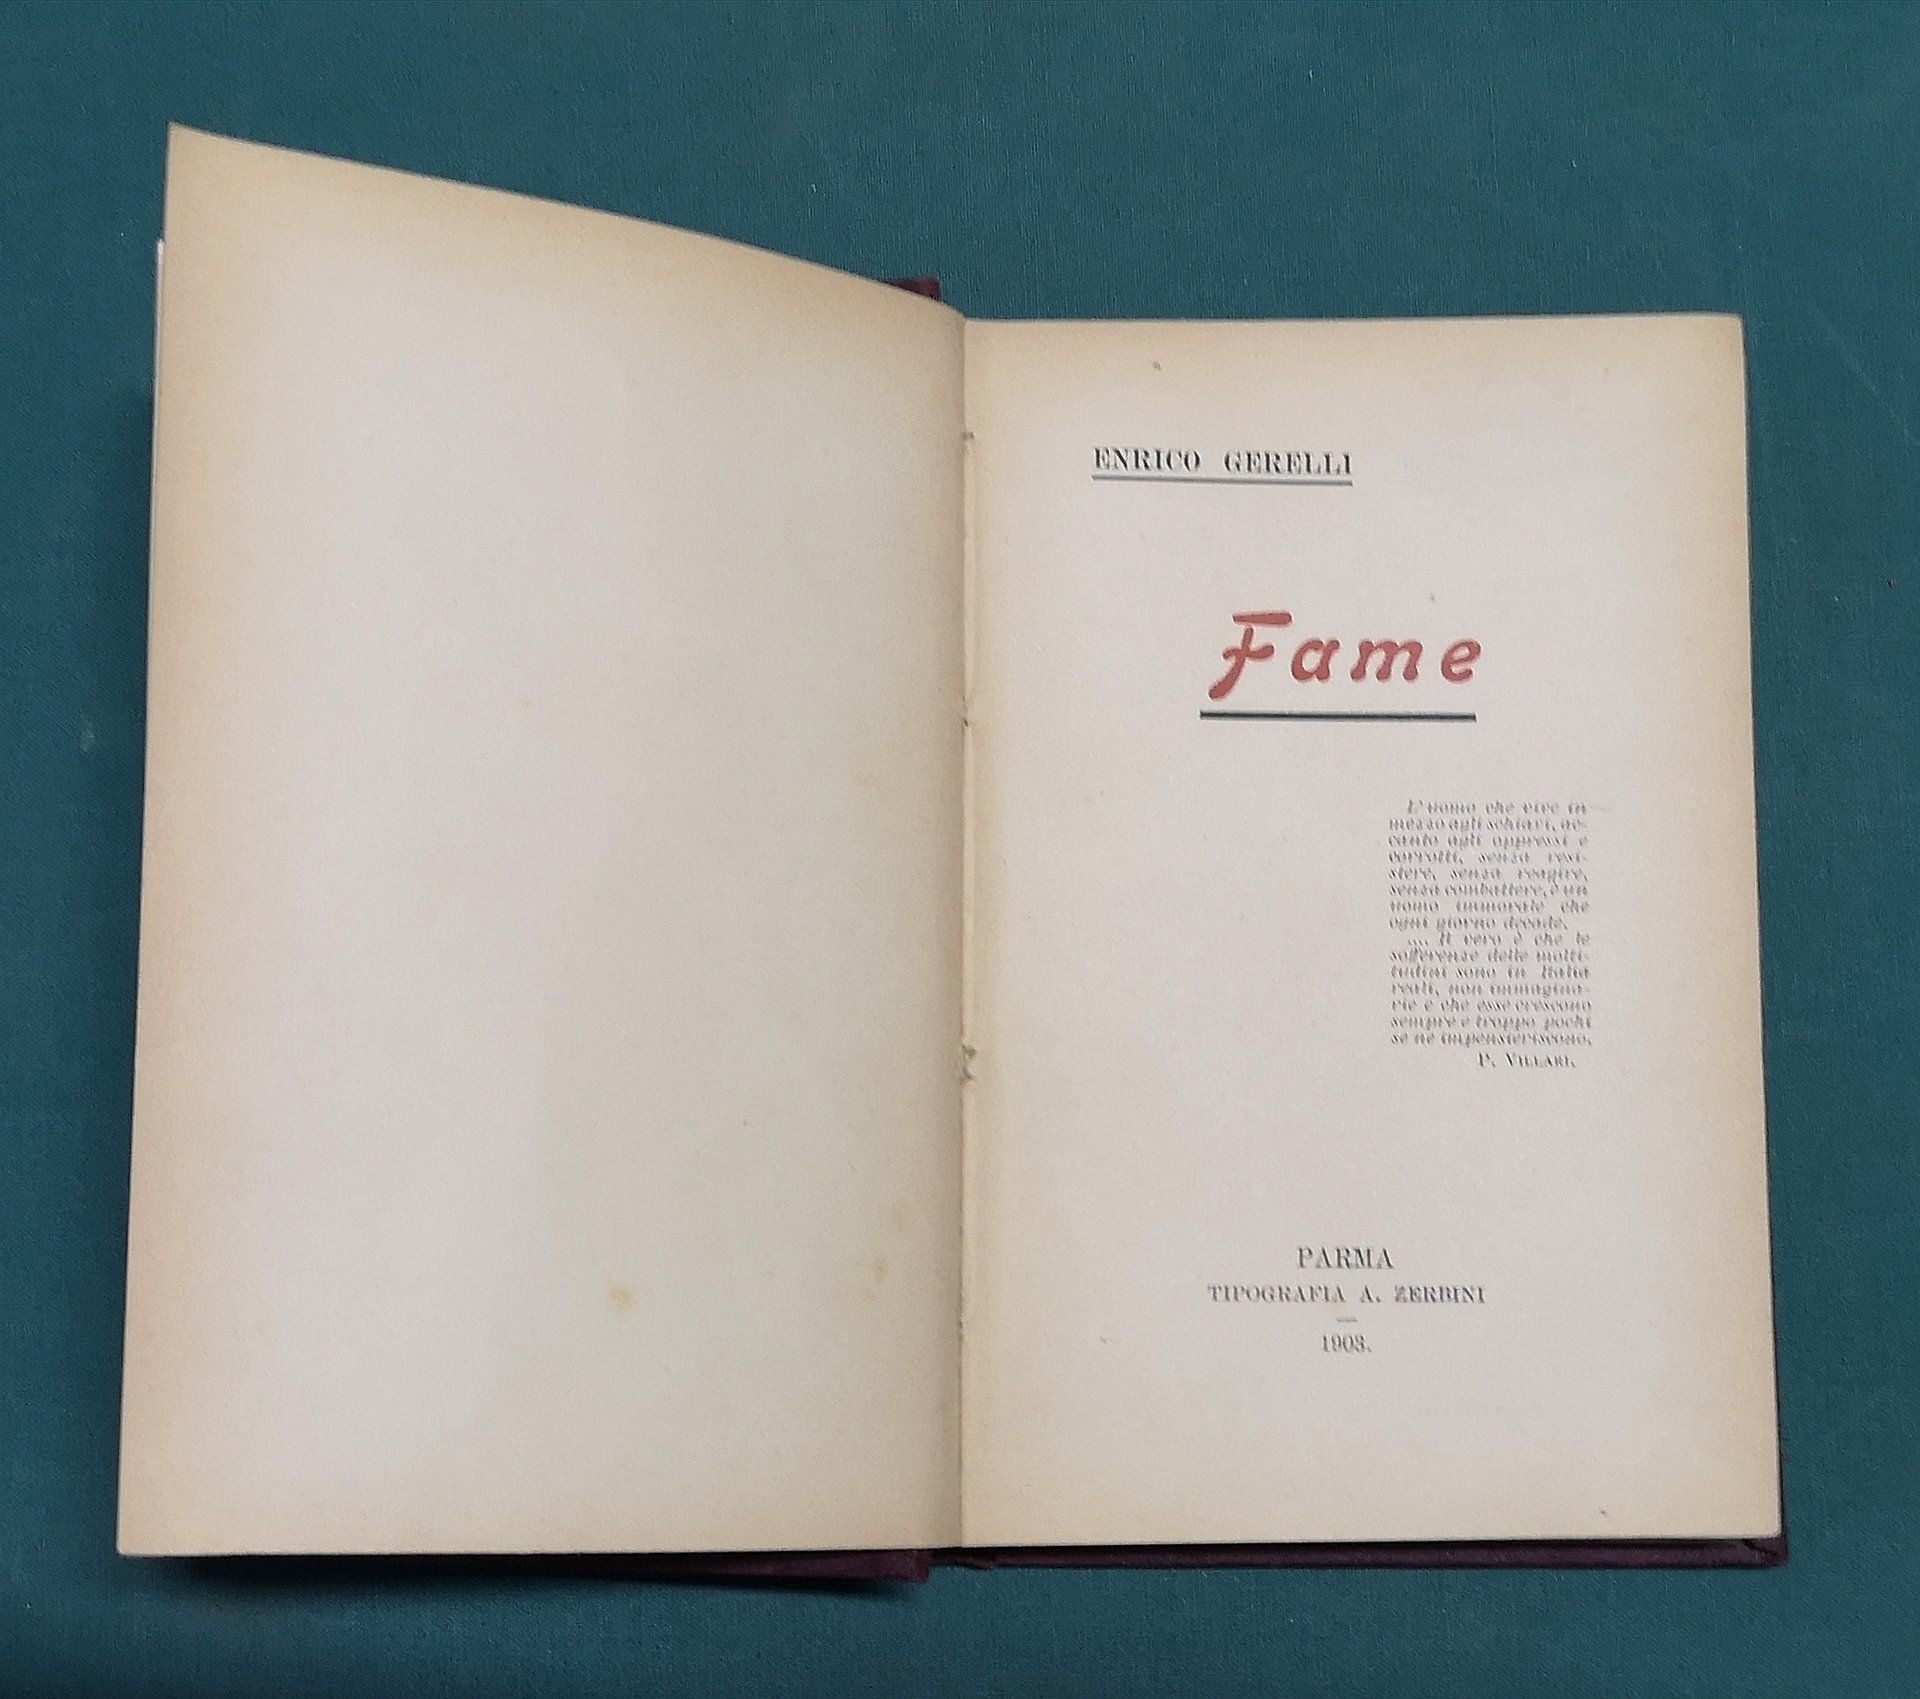 ENRICO GERELLI
Fame
L'uomo che vive in
mezzo agli schiavi, ac-
canto agli oppressi e
corrotti, senza resi-
stere, senza reagire,
senza combattere, è un
uomo immorale che
ogni giorno decade.
.... Il vero è che le
sofferenze delle molti-
tudini sono in Italia
reali, non immagina-
rie e che esse crescono
sempre e troppo pochi
se ne impensieriscono.
P. VILLARI.
PARMA
TIPOGRAFIA A. ZERBINI
1903.